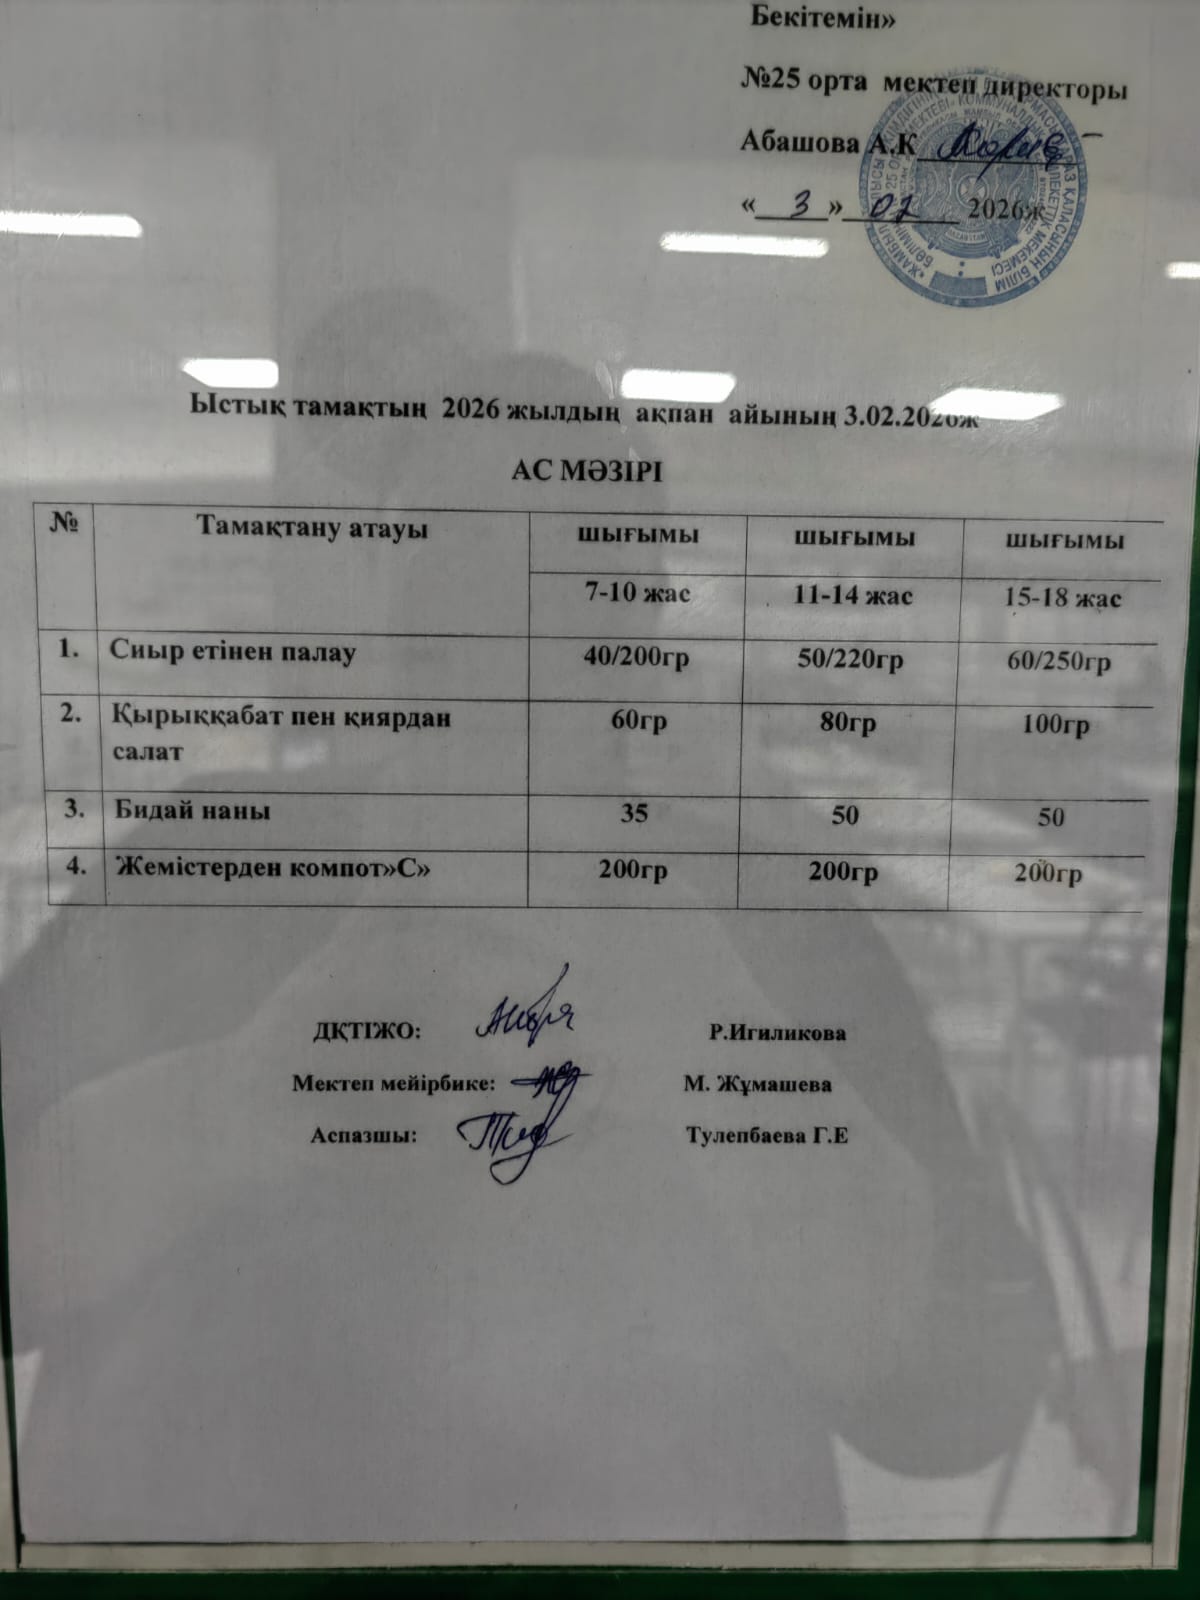 Бекітемін»
№25 орта мектеп директоры
Абашова А.К
« 3 » 02 2026ж
Ыстық тамақтың 2026 жылдың ақпан айының 3.02.2026ж
АС МӘЗІРІ
№ Тамақтану атауы шығымы шығымы шығымы
7-10 жас 11-14 жас 15-18 жас
1. Сиыр етінен палау 40/200гр 50/220гр 60/250гр
2. Қырыққабат пен қиярдан 60гр 80гр 100гр
салат
3. Бидай наны 35 50 50
4. Жемістерден компот»С» 200гр 200гр 200гр
ДҚТІЖО: Р.Игиликова
Мектеп мейірбике: М. Жұмашева
Аспазшы: Тулепбаева Г.Е